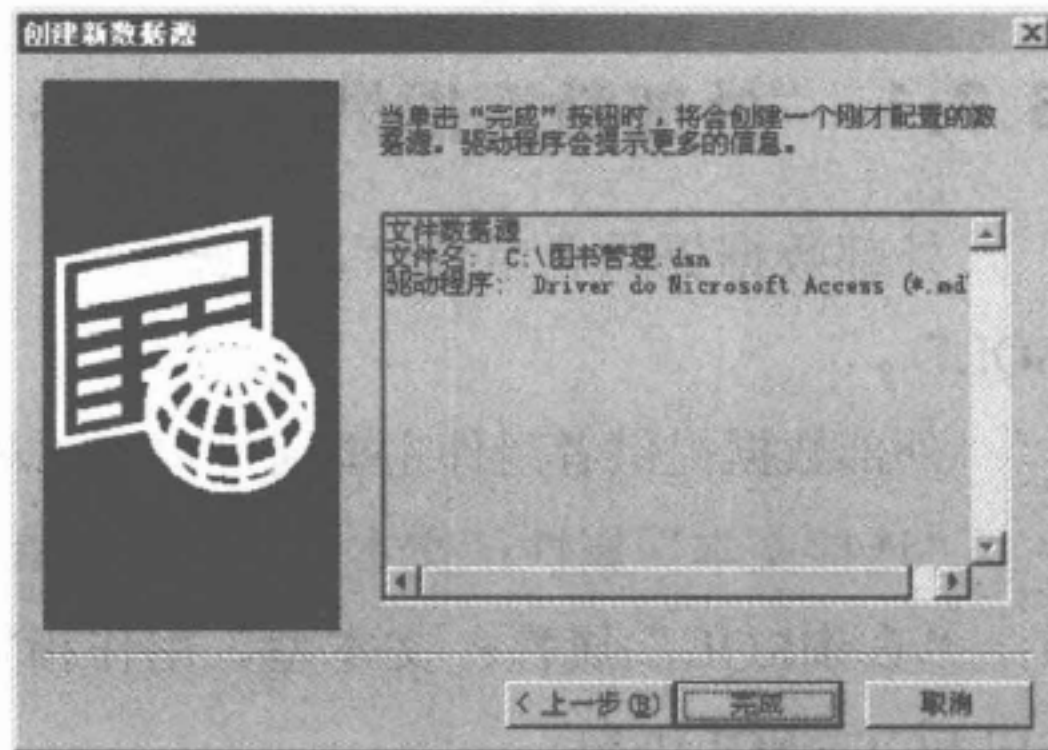 创建新数据源
当单击“完成”按钮时，将会创建一个刚才配置的数
据源。驱动程序会提示更多的信息。
文件数据源
文件名: C:\图书管理.dsn
驱动程序: Driver do Microsoft Access (*.md
< 上一步(B)
完成
取消